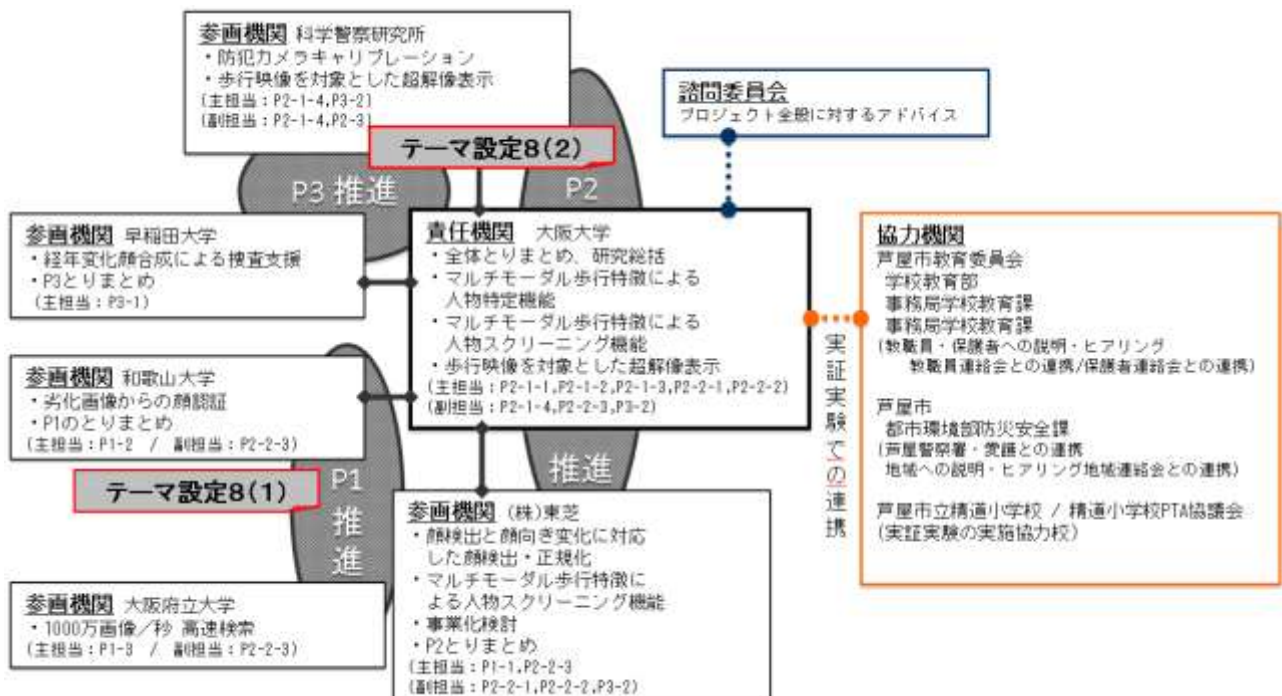 参画機関 科学警察研究所
・防犯カメラキャリブレーション
・歩行映像を対象とした超解像表示
(主担当:P2-1-4,P3-2)
(副担当:P2-1-4,P2-3)
テーマ設定8(2)
P3 推進
P2
諮問委員会
プロジェクト全般に対するアドバイス
参画機関 早稲田大学
・経年変化顔合成による捜査支援
・P3とりまとめ
(主担当:P3-1)
責任機関 大阪大学
・全体とりまとめ、研究総括
・マルチモーダル歩行特徴による
人物特定機能
・マルチモーダル歩行特徴による
人物スクリーニング機能
・歩行映像を対象とした超解像表示
(主担当:P2-1-1,P2-1-2,P2-1-3,P2-2-1,P2-2-2)
(副担当:P2-1-4,P2-2-3,P3-2)
実証実験での連携
協力機関
芦屋市教育委員会
学校教育部
事務局学校教育課
事務局学校教育課
(教職員・保護者への説明・ヒアリング
教職員連絡会との連携/保護者連絡会との連携)
芦屋市
都市環境部防災安全課
(芦屋警察署・愛護との連携
地域への説明・ヒアリング地域連絡会との連携)
芦屋市立精道小学校 / 精道小学校PTA協議会
(実証実験の実施協力校)
参画機関 和歌山大学
・劣化画像からの顔認証
・P1のとりまとめ
(主担当:P1-2 / 副担当:P2-2-3)
テーマ設定8(1)
P1
推
進
推進
参画機関 (株)東芝
・顔検出と顔向き変化に対応
した顔検出・正規化
・マルチモーダル歩行特徴に
よる人物スクリーニング機能
・事業化検討
・P2とりまとめ
(主担当:P1-1,P2-2-3
(副担当:P2-2-1,P2-2-2,P3-2)
参画機関 大阪府立大学
・1000万画像/秒 高速検索
(主担当:P1-3 / 副担当:P2-2-3)